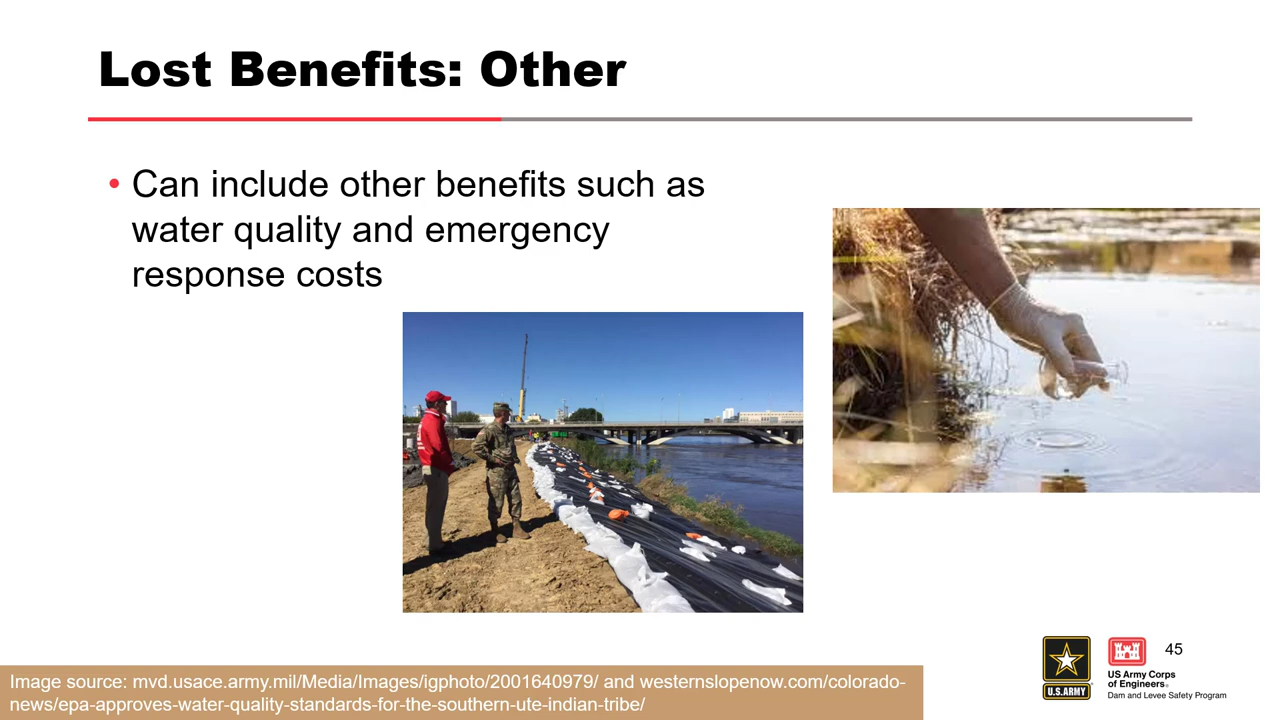 Lost Benefits: Other
• Can include other benefits such as
water quality and emergency
response costs
45
U.S.ARMY
US Army Corps
of Engineers®
Dam and Levee Safety Program
Image source: mvd.usace.army.mil/Media/Images/igphoto/2001640979/ and westernslopenow.com/colorado-
news/epa-approves-water-quality-standards-for-the-southern-ute-indian-tribe/